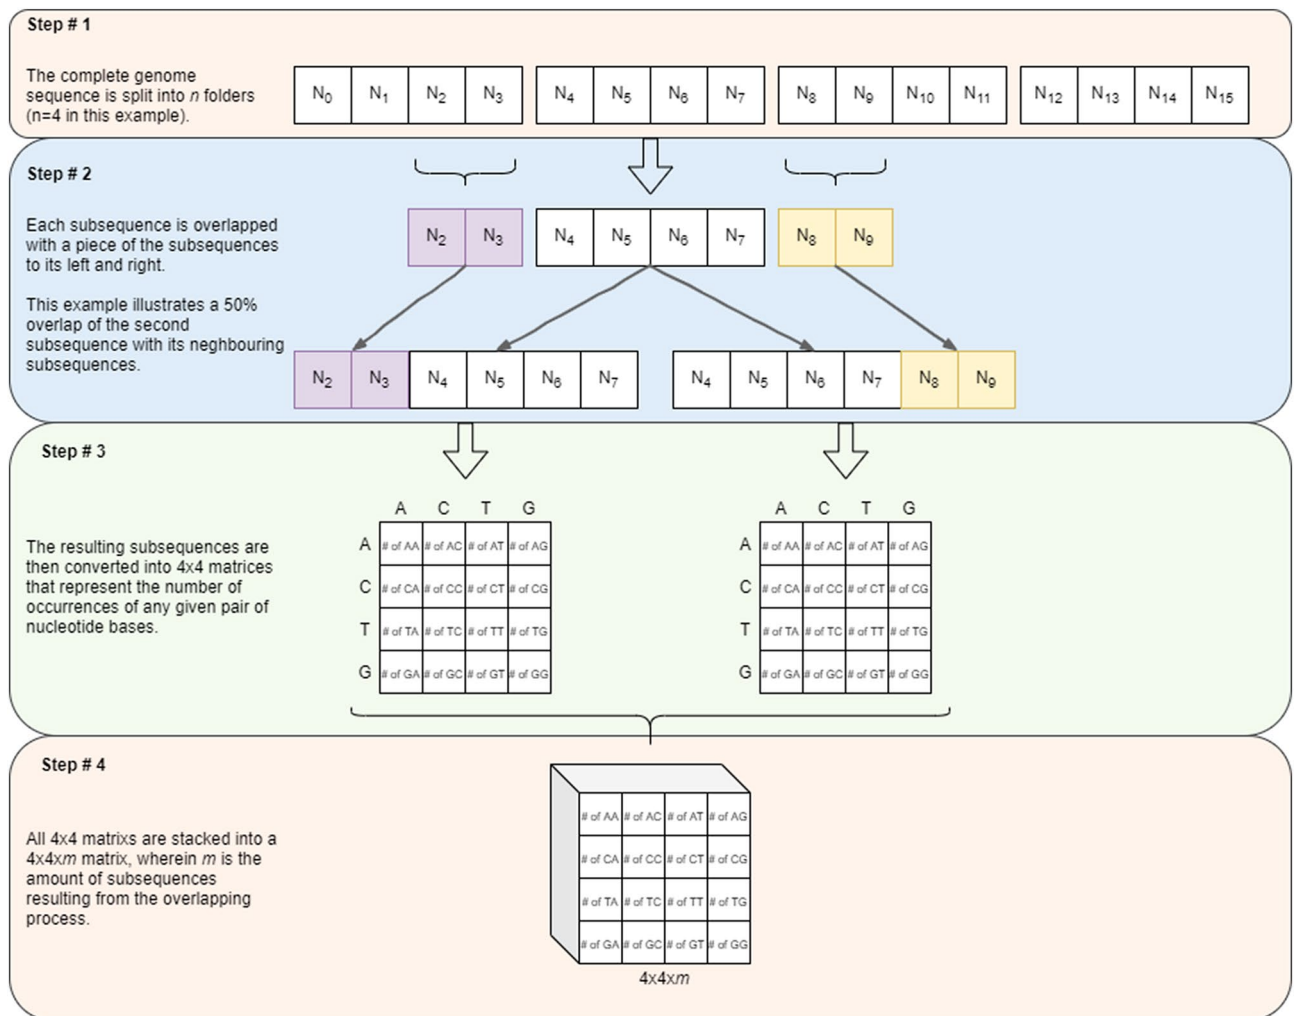 Step # 1
The complete genome
sequence is split into n folders
(n=4 in this example).
N0 N1 N2 N3 N4 N5 N6 N7 N8 N9 N10 N11 N12 N13 N14 N15
Step # 2
Each subsequence is overlapped
with a piece of the subsequences
to its left and right.
This example illustrates a 50%
overlap of the second
subsequence with its neghbouring
subsequences.
N2 N3 N4 N5 N6 N7 N8 N9
N2 N3 N4 N5 N6 N7 N4 N5 N6 N7 N8 N9
Step # 3
The resulting subsequences are
then converted into 4x4 matrices
that represent the number of
occurrences of any given pair of
nucleotide bases.
A C T G A C T G
A # of AA # of AC # of AT # of AG A # of AA # of AC # of AT # of AG
C # of CA # of CC # of CT # of CG C # of CA # of CC # of CT # of CG
T # of TA # of TC # of TT # of TG T # of TA # of TC # of TT # of TG
G # of GA # of GC # of GT # of GG G # of GA # of GC # of GT # of GG
Step # 4
All 4x4 matrixs are stacked into a
4x4xm matrix, wherein m is the
amount of subsequences
resulting from the overlapping
process.
# of AA # of AC # of AT # of AG
# of CA # of CC # of CT # of CG
# of TA # of TC # of TT # of TG
# of GA # of GC # of GT # of GG
4x4xm